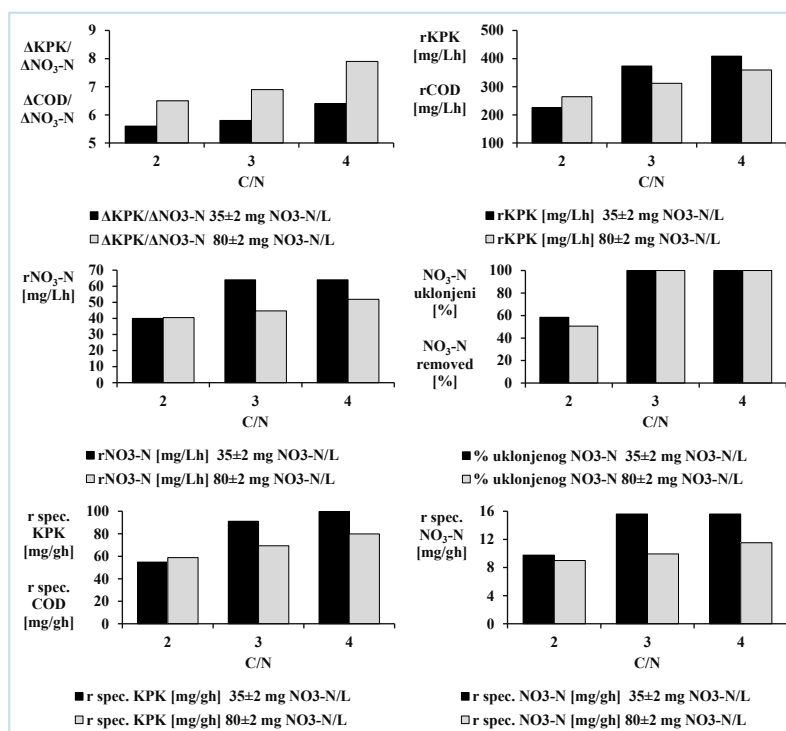 ΔKPK/
ΔNO₃-N
ΔCOD/
ΔNO₃-N
9
8
7
6
5
2 3 4
C/N
ΔKPK/ΔNO3-N 35±2 mg NO3-N/L
ΔKPK/ΔNO3-N 80±2 mg NO3-N/L
rKPK
[mg/Lh]
rCOD
[mg/Lh]
500
400
300
200
100
2 3 4
C/N
rKPK [mg/Lh] 35±2 mg NO3-N/L
rKPK [mg/Lh] 80±2 mg NO3-N/L
rNO₃-N
[mg/Lh]
70
60
50
40
30
20
10
0
2 3 4
C/N
rNO3-N [mg/Lh] 35±2 mg NO3-N/L
rNO3-N [mg/Lh] 80±2 mg NO3-N/L
NO₃-N
uklonjeni
[%]
NO₃-N
removed
[%]
100
80
60
40
20
0
2 3 4
C/N
% uklonjenog NO3-N 35±2 mg NO3-N/L
% uklonjenog NO3-N 80±2 mg NO3-N/L
r spec.
KPK
[mg/gh]
r spec.
COD
[mg/gh]
100
80
60
40
20
0
2 3 4
C/N
r spec. KPK [mg/gh] 35±2 mg NO3-N/L
r spec. KPK [mg/gh] 80±2 mg NO3-N/L
r spec.
NO₃-N
[mg/gh]
16
12
8
4
0
2 3 4
C/N
r spec. NO3-N [mg/gh] 35±2 mg NO3-N/L
r spec. NO3-N [mg/gh] 80±2 mg NO3-N/L